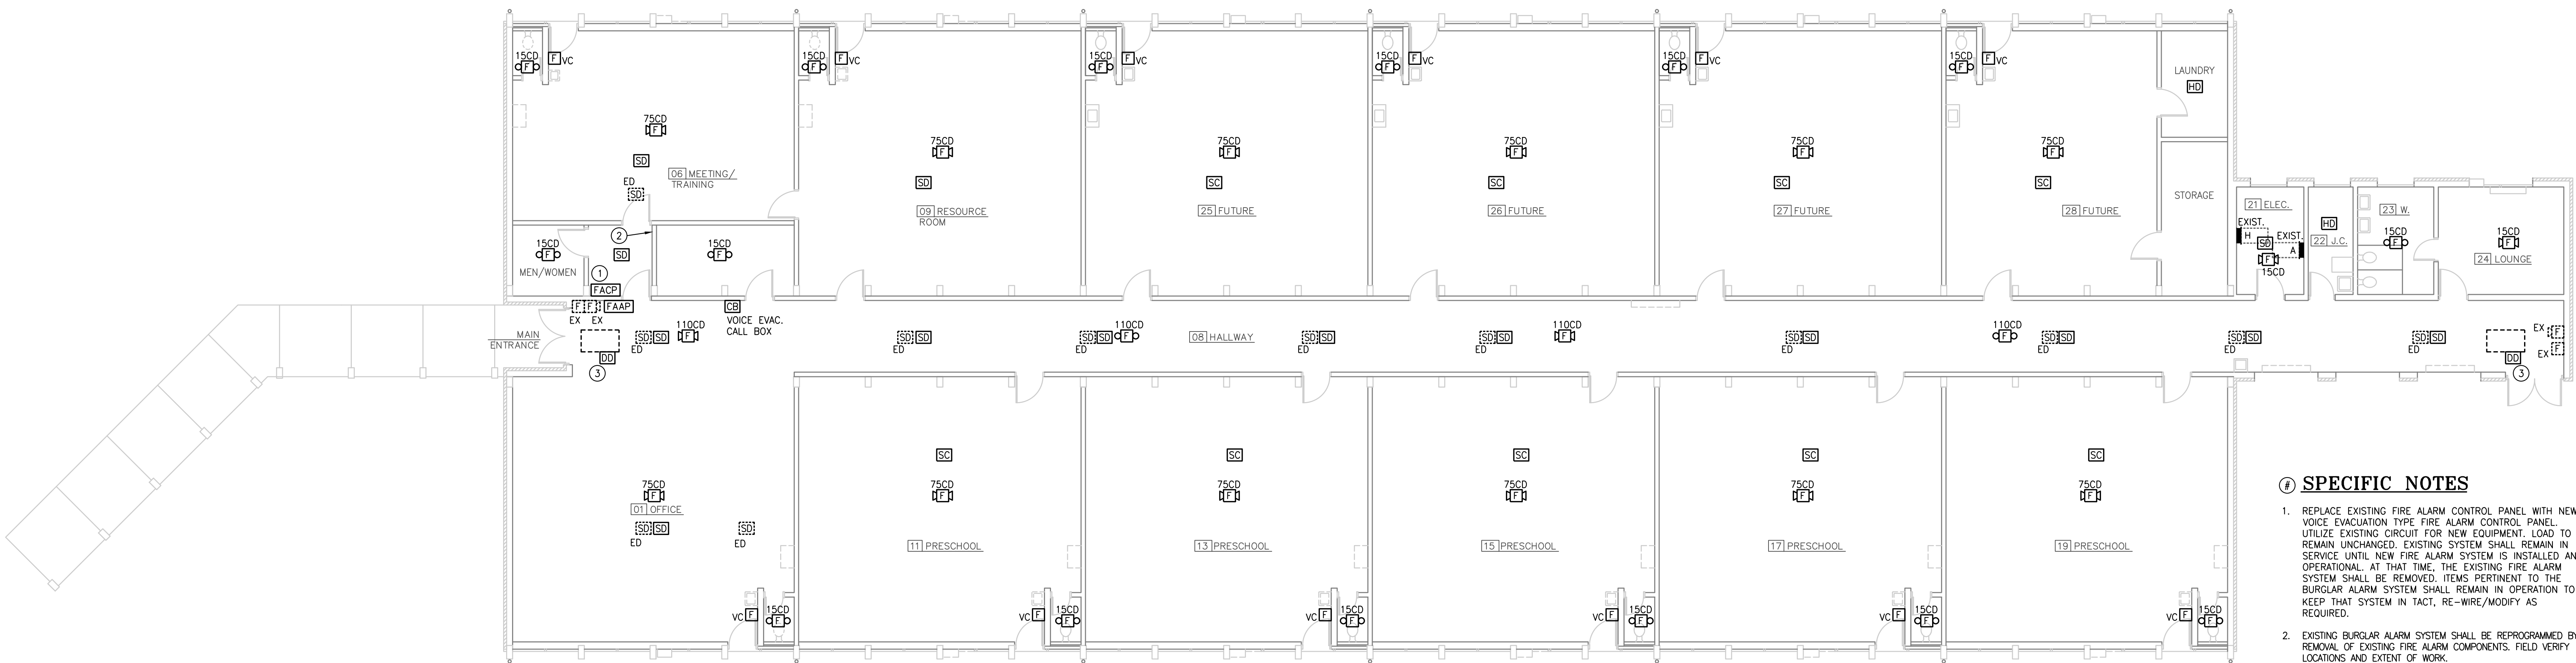 15CD
F
F VC
15CD
F
F VC
15CD
F
F VC
15CD
F
F VC
15CD
F
F VC
15CD
F
F VC
LAUNDRY
HD
75CD
F
SD
ED
SD
06 MEETING/
TRAINING
75CD
F
SD
09 RESOURCE
ROOM
75CD
F
SC
25 FUTURE
75CD
F
SC
26 FUTURE
75CD
F
SC
27 FUTURE
75CD
F
SC
28 FUTURE
STORAGE
21 ELEC.
EXIST.
H
SD
EXIST.
A
F
15CD
HD
22 J.C.
23 W.
15CD
F
15CD
F
24 LOUNGE
15CD
F
MEN/WOMEN
2
SD
1
FACP
15CD
F
F F FAAP
EX EX
CB
VOICE EVAC.
CALL BOX
MAIN
ENTRANCE
DD
3
SD SD
ED
110CD
F
SD SD
ED
SD SD
ED
110CD
F
08 HALLWAY
SD SD
ED
SD SD
ED
110CD
F
SD SD
ED
110CD
F
SD SD
ED
SD SD
ED
SD SD
ED
DD
3
EX F
EX F
75CD
F
01 OFFICE
SD SD
ED
SD
ED
SC
75CD
F
11 PRESCHOOL
SC
75CD
F
13 PRESCHOOL
SC
75CD
F
15 PRESCHOOL
SC
75CD
F
17 PRESCHOOL
SC
75CD
F
19 PRESCHOOL
VC F
15CD
F
VC F
15CD
F
VC F
15CD
F
VC F
15CD
F
VC F
15CD
F
VC F
15CD
F
# SPECIFIC NOTES
1. REPLACE EXISTING FIRE ALARM CONTROL PANEL WITH NEW
VOICE EVACUATION TYPE FIRE ALARM CONTROL PANEL.
UTILIZE EXISTING CIRCUIT FOR NEW EQUIPMENT. LOAD TO
REMAIN UNCHANGED. EXISTING SYSTEM SHALL REMAIN IN
SERVICE UNTIL NEW FIRE ALARM SYSTEM IS INSTALLED AN
OPERATIONAL. AT THAT TIME, THE EXISTING FIRE ALARM
SYSTEM SHALL BE REMOVED. ITEMS PERTINENT TO THE
BURGLAR ALARM SYSTEM SHALL REMAIN IN OPERATION TO
KEEP THAT SYSTEM IN TACT, RE-WIRE/MODIFY AS
REQUIRED.
2. EXISTING BURGLAR ALARM SYSTEM SHALL BE REPROGRAMMED BY
REMOVAL OF EXISTING FIRE ALARM COMPONENTS. FIELD VERIFY
LOCATIONS AND EXTENT OF WORK.